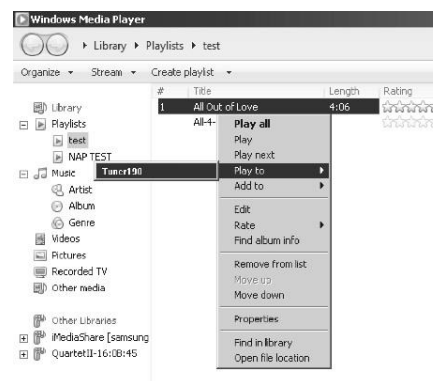 Windows Media Player
Library ▸ Playlists ▸ test
Organize Stream Create playlist
# Title Length Rating
1 All Out of Love 4:06
All-4-
Library
Playlists
test
NAP TEST
Music
Artist
Album
Genre
Videos
Pictures
Recorded TV
Other media
Other Libraries
iMediaShare [samsung
QuartetII-16:0B:45
Tuner190
Play all
Play
Play next
Play to
Add to
Edit
Rate
Find album info
Remove from list
Move up
Move down
Properties
Find in library
Open file location